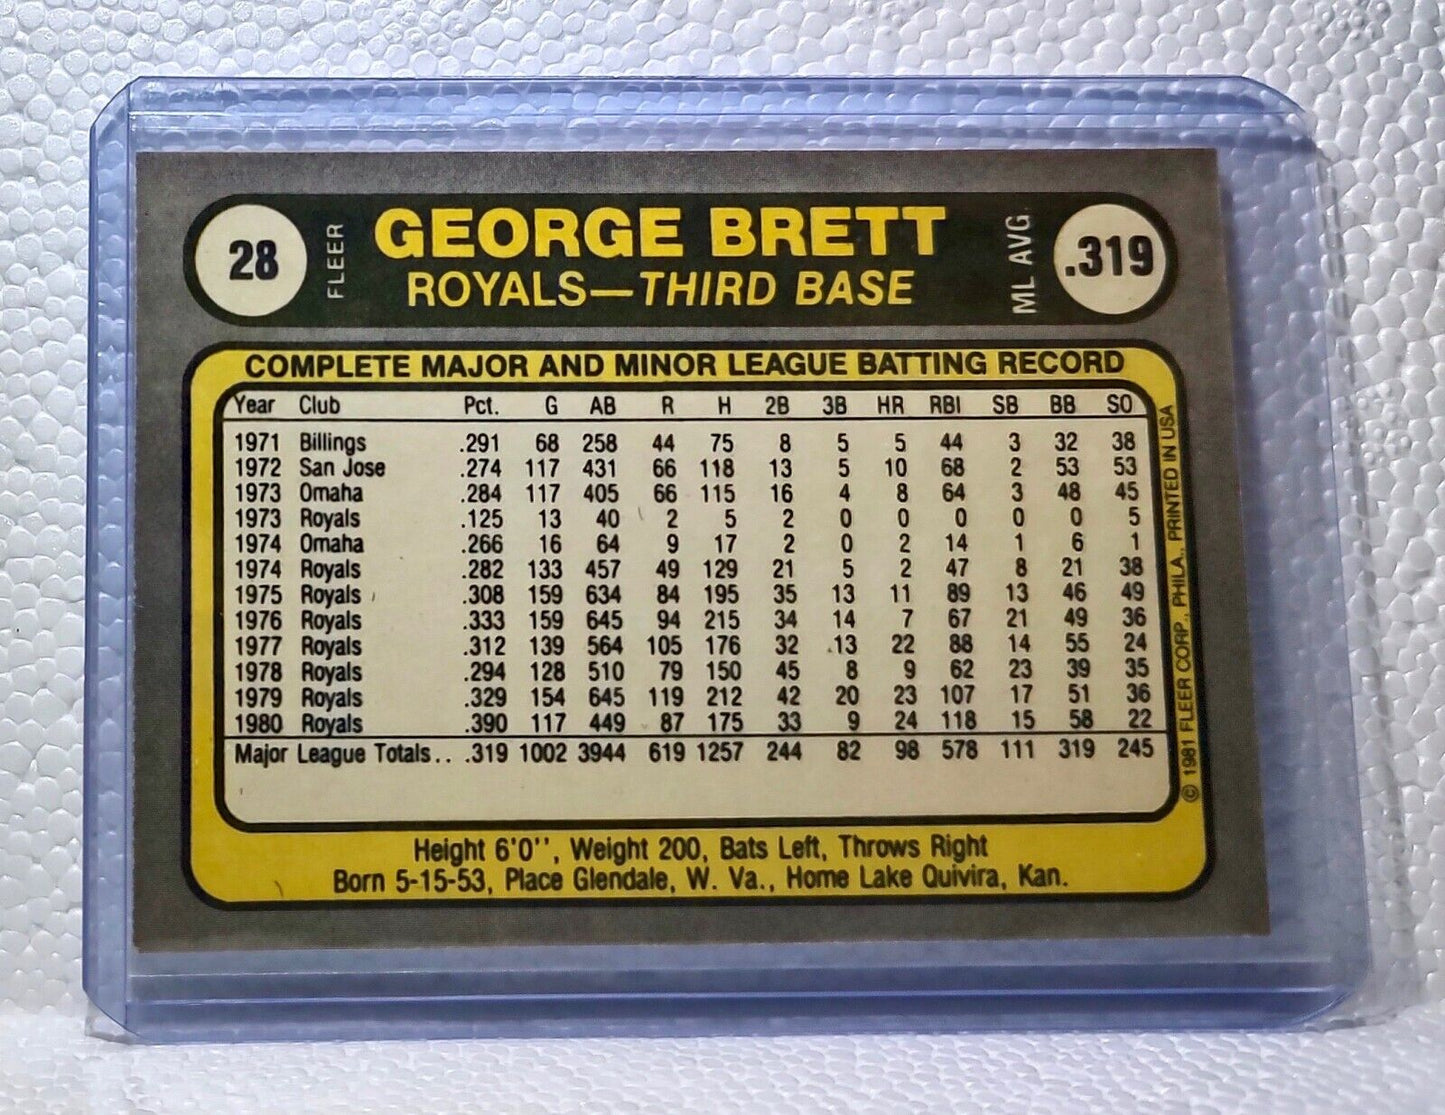 28 FLEER GEORGE BRETT ML AVG. .319
ROYALS—THIRD BASE
COMPLETE MAJOR AND MINOR LEAGUE BATTING RECORD
Year Club Pct. G AB R H 2B 3B HR RBI SB BB SO
1971 Billings .291 68 258 44 75 8 5 5 44 3 32 38
1972 San Jose .274 117 431 66 118 13 5 10 68 2 53 53
1973 Omaha .284 117 405 66 115 16 4 8 64 3 48 45
1973 Royals .125 13 40 2 5 2 0 0 0 0 0 5
1974 Omaha .266 16 64 9 17 2 0 2 14 1 6 1
1974 Royals .282 133 457 49 129 21 5 2 47 8 21 38
1975 Royals .308 159 634 84 195 35 13 11 89 13 46 49
1976 Royals .333 159 645 94 215 34 14 7 67 21 49 36
1977 Royals .312 139 564 105 176 32 13 22 88 14 55 24
1978 Royals .294 128 510 79 150 45 8 9 62 23 39 35
1979 Royals .329 154 645 119 212 42 20 23 107 17 51 36
1980 Royals .390 117 449 87 175 33 9 24 118 15 58 22
Major League Totals.. .319 1002 3944 619 1257 244 82 98 578 111 319 245
Height 6'0'', Weight 200, Bats Left, Throws Right
Born 5-15-53, Place Glendale, W. Va., Home Lake Quivira, Kan.
© 1981 FLEER CORP., PHILA., PRINTED IN USA